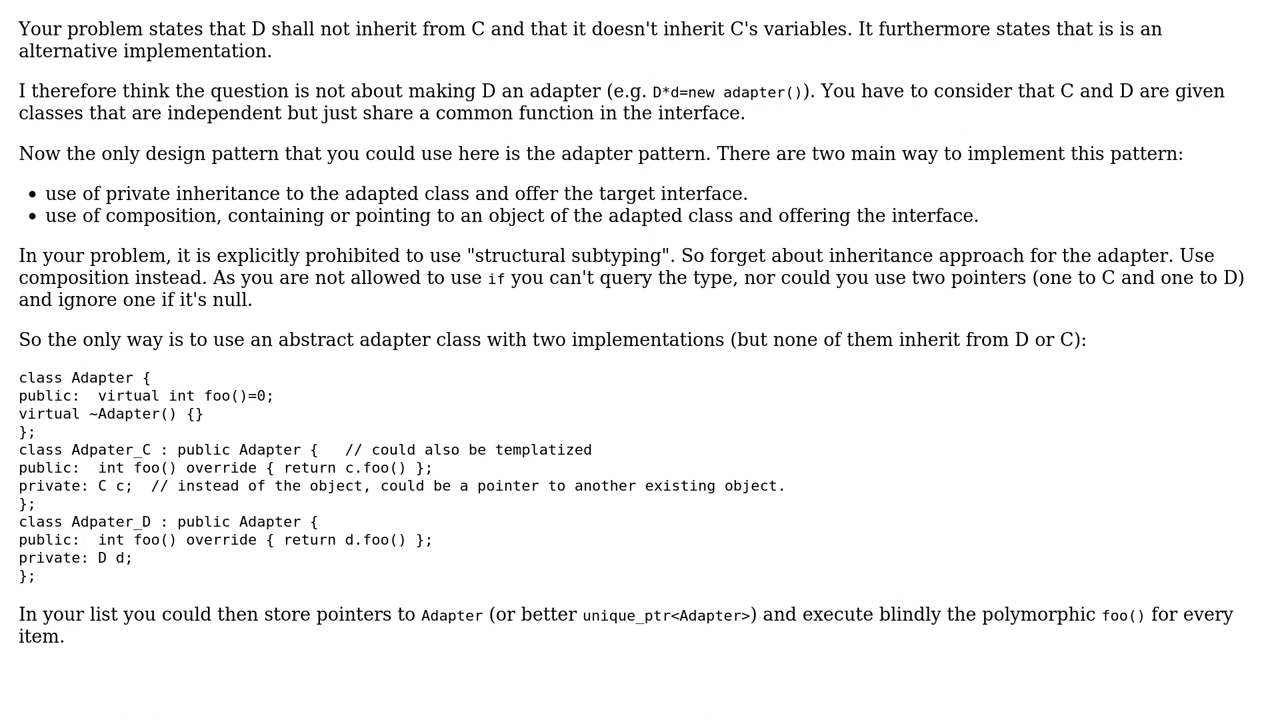 Your problem states that D shall not inherit from C and that it doesn't inherit C's variables. It furthermore states that is is an
alternative implementation.
I therefore think the question is not about making D an adapter (e.g. D*d=new adapter()). You have to consider that C and D are given
classes that are independent but just share a common function in the interface.
Now the only design pattern that you could use here is the adapter pattern. There are two main way to implement this pattern:
• use of private inheritance to the adapted class and offer the target interface.
• use of composition, containing or pointing to an object of the adapted class and offering the interface.
In your problem, it is explicitly prohibited to use "structural subtyping". So forget about inheritance approach for the adapter. Use
composition instead. As you are not allowed to use if you can't query the type, nor could you use two pointers (one to C and one to D)
and ignore one if it's null.
So the only way is to use an abstract adapter class with two implementations (but none of them inherit from D or C):
class Adapter {
public:  virtual int foo()=0;
virtual ~Adapter() {}
};
class Adpater_C : public Adapter {   // could also be templatized
public:  int foo() override { return c.foo() };
private: C c;  // instead of the object, could be a pointer to another existing object.
};
class Adpater_D : public Adapter {
public:  int foo() override { return d.foo() };
private: D d;
};
In your list you could then store pointers to Adapter (or better unique_ptr<Adapter>) and execute blindly the polymorphic foo() for every
item.